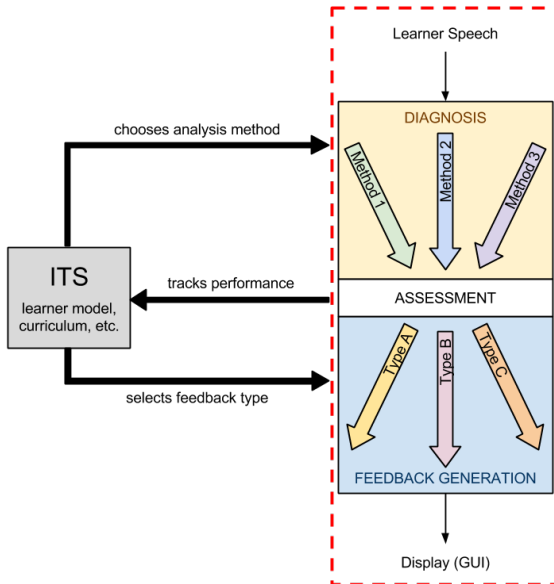 Learner Speech
DIAGNOSIS
chooses analysis method
Method 1
Method 2
Method 3
ITS
learner model,
curriculum, etc.
tracks performance
ASSESSMENT
Type A
Type B
Type C
selects feedback type
FEEDBACK GENERATION
Display (GUI)